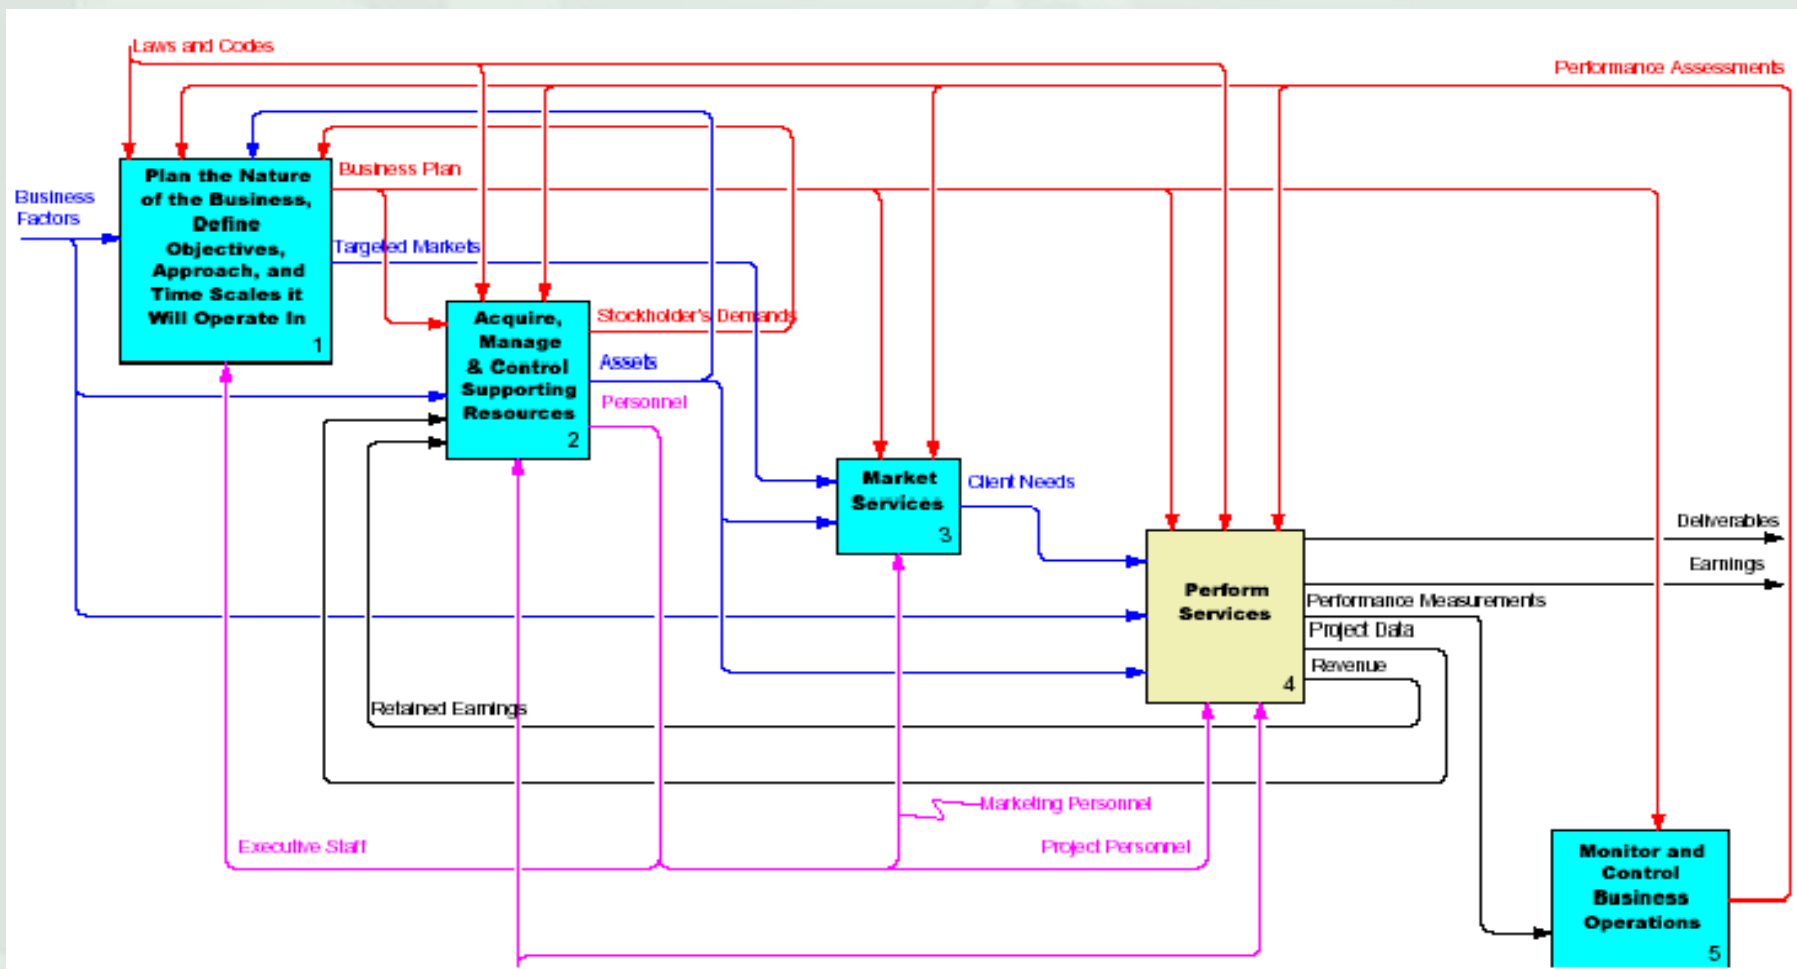 Laws and Codes
Performance Assessments
Plan the Nature
of the Business,
Define
Objectives,
Approach, and
Time Scales it
Will Operate In
1
Business Plan
Business
Factors
Targeted Markets
Acquire,
Manage
& Control
Supporting
Resources
2
Stockholder's Demands
Assets
Personnel
Market
Services
3
Client Needs
Perform
Services
4
Deliverables
Earnings
Performance Measurements
Project Data
Revenue
Retained Earnings
Marketing Personnel
Executive Staff
Project Personnel
Monitor and
Control
Business
Operations
5